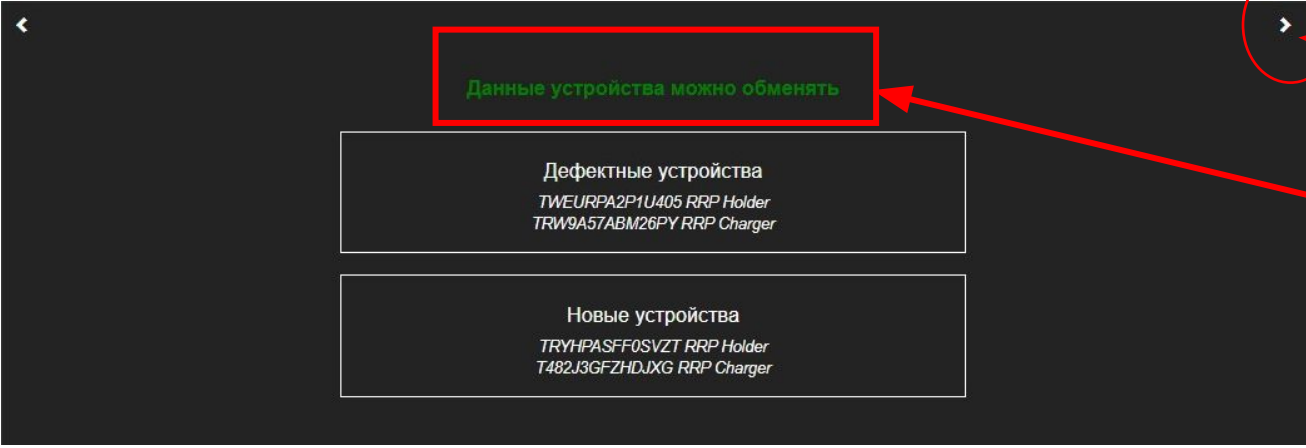 Данные устройства можно обменять
Дефектные устройства
TWEURPA2P1U405 RRP Holder
TRW9A57ABM26PY RRP Charger
Новые устройства
TRYHPASFF0SVZT RRP Holder
T482J3GFZHDJXG RRP Charger